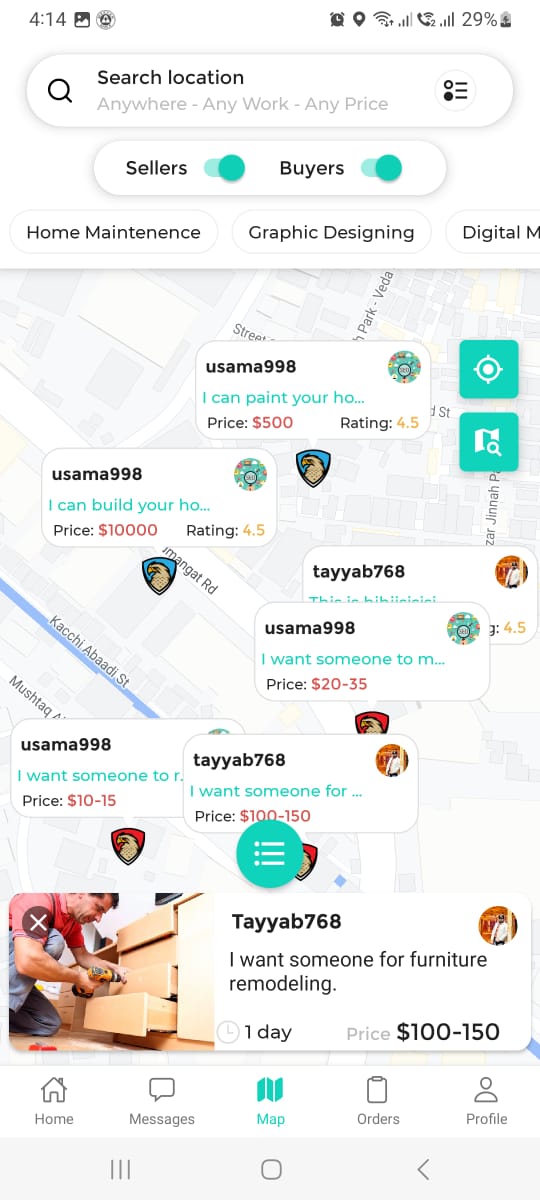 4:14 29%
Search location
Anywhere - Any Work - Any Price
Sellers Buyers
Home Maintenence Graphic Designing Digital M
Park - Veda
Street
usama998
I can paint your ho...
Price: $500 Rating: 4.5
d St
usama998
I can build your ho...
Price: $10000 Rating: 4.5
zar Jinnah Pa
mangat Rd
tayyab768
usama998
g: 4.5
I want someone to m...
Price: $20-35
Kacchi Abaadi St
Mushtaq
usama998
I want someone to r.
Price: $10-15
tayyab768
I want someone for ...
Price: $100-150
Tayyab768
I want someone for furniture
remodeling.
1 day Price $100-150
Home Messages Map Orders Profile